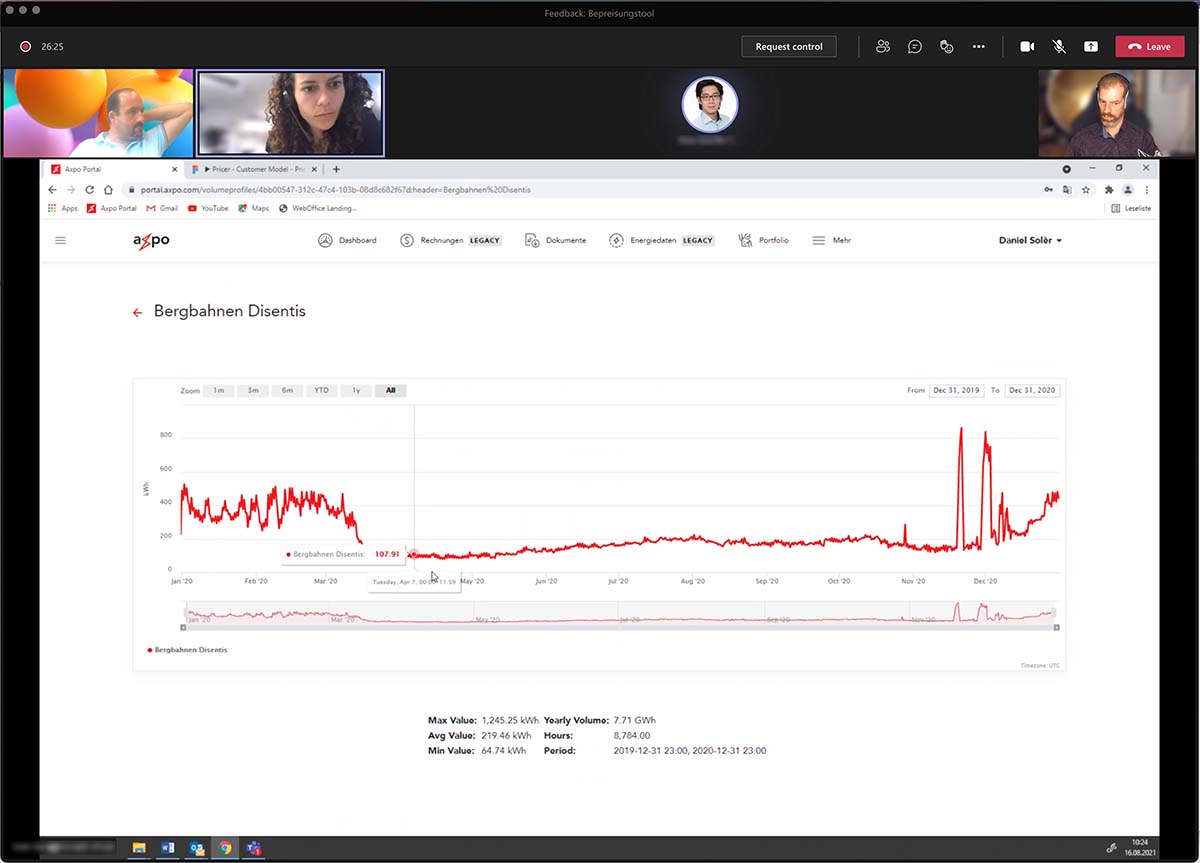 Feedback: Bepreisungstool
26:25
Request control
Leave
Axpo Portal
Pricer - Customer Model - Pric
portal.axpo.com/volumeprofiles/4bb00547-312c-47c4-103b-08d8c682f67d;header=Bergbahnen%20Disentis
Apps Axpo Portal Gmail YouTube Maps WebOffice Landing... Leseliste
axpo Dashboard Rechnungen LEGACY Dokumente Energiedaten LEGACY Portfolio Mehr Daniel Solèr
Bergbahnen Disentis
Zoom 1m 3m 6m YTD 1y All From Dec 31, 2019 To Dec 31, 2020
800
600
kWh
400
200
0
Bergbahnen Disentis: 107.91
Jan '20 Feb '20 Mar '20 May '20 Jun '20 Jul '20 Aug '20 Sep '20 Oct '20 Nov '20 Dec '20
Tuesday, Apr 7, 00:00 11:59
Jan '20 Mar '20 May '20 Jul '20 Sep '20 Nov '20
Bergbahnen Disentis
Timezone: UTC
Max Value: 1,245.25 kWh Yearly Volume: 7.71 GWh
Avg Value: 219.46 kWh Hours: 8,784.00
Min Value: 64.74 kWh Period: 2019-12-31 23:00, 2020-12-31 23:00
10:24
16.08.2021